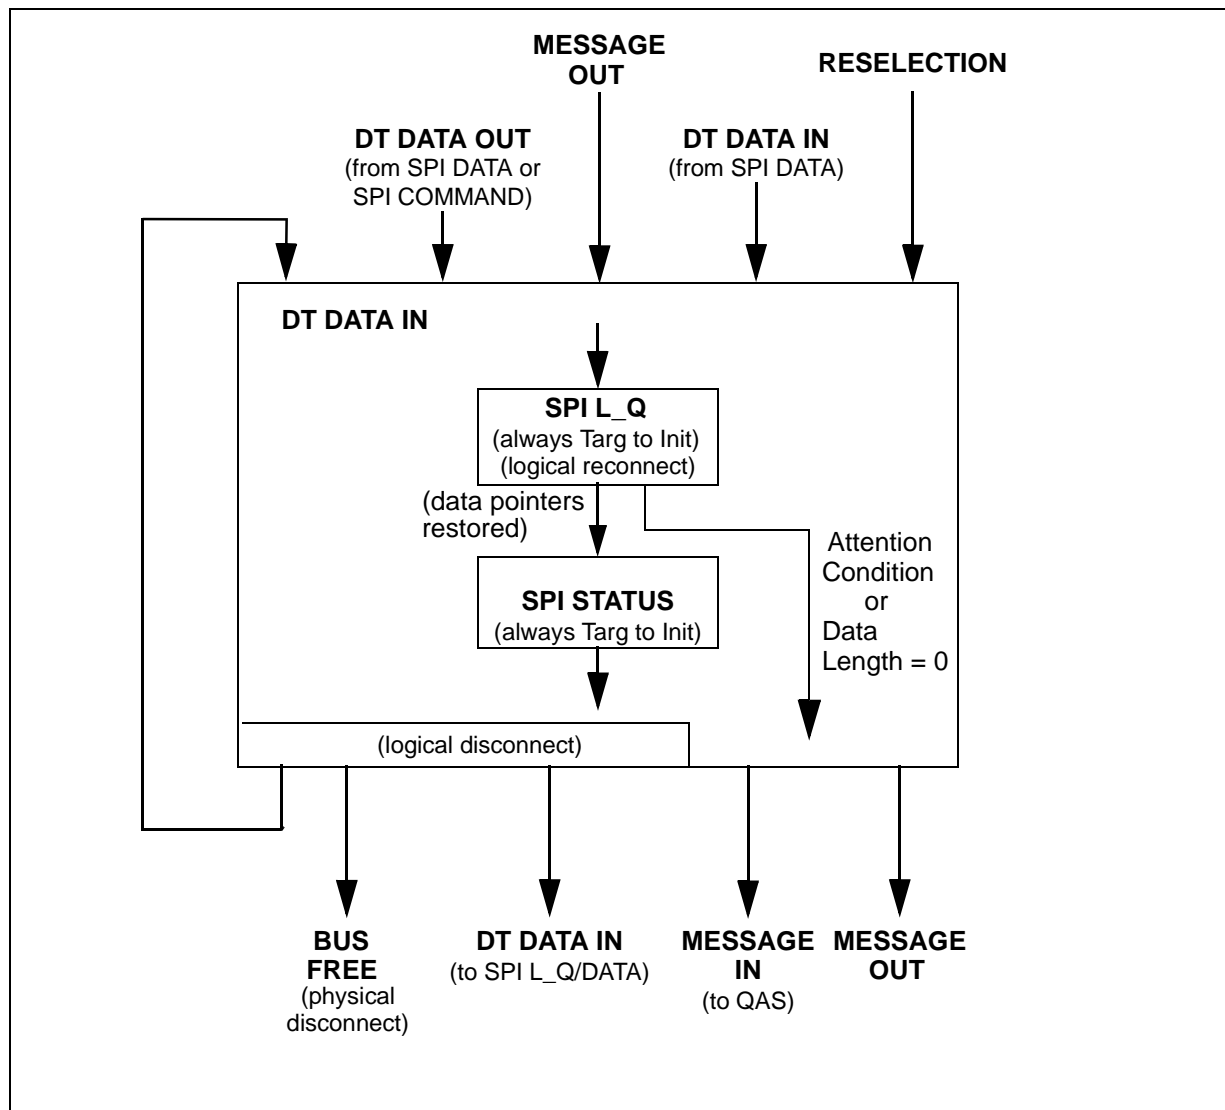 MESSAGE
OUT
RESELECTION
DT DATA OUT
(from SPI DATA or
SPI COMMAND)
DT DATA IN
(from SPI DATA)
DT DATA IN
SPI L_Q
(always Targ to Init)
(logical reconnect)
(data pointers
restored)
Attention
Condition
or
Data
Length = 0
SPI STATUS
(always Targ to Init)
(logical disconnect)
BUS
FREE
(physical
disconnect)
DT DATA IN
(to SPI L_Q/DATA)
MESSAGE
IN
(to QAS)
MESSAGE
OUT